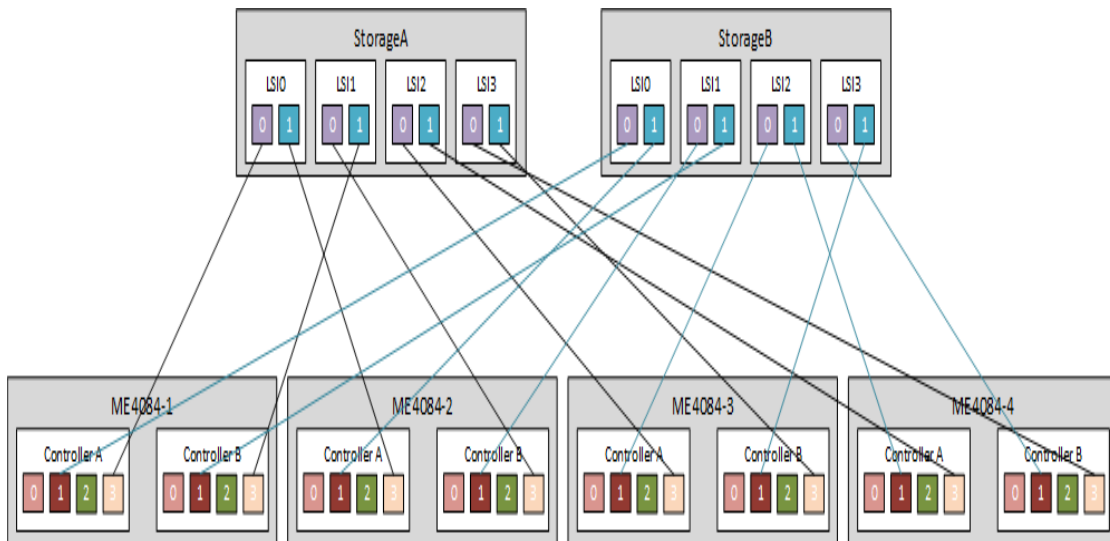 StorageA StorageB
LSI0 LSI1 LSI2 LSI3 LSI0 LSI1 LSI2 LSI3
0 1 0 1 0 1 0 1 0 1 0 1 0 1 0 1
ME4084-1 ME4084-2 ME4084-3 ME4084-4
Controller A Controller B Controller A Controller B Controller A Controller B Controller A Controller B
0 1 2 3 0 1 2 3 0 1 2 3 0 1 2 3 0 1 2 3 0 1 2 3 0 1 2 3 0 1 2 3